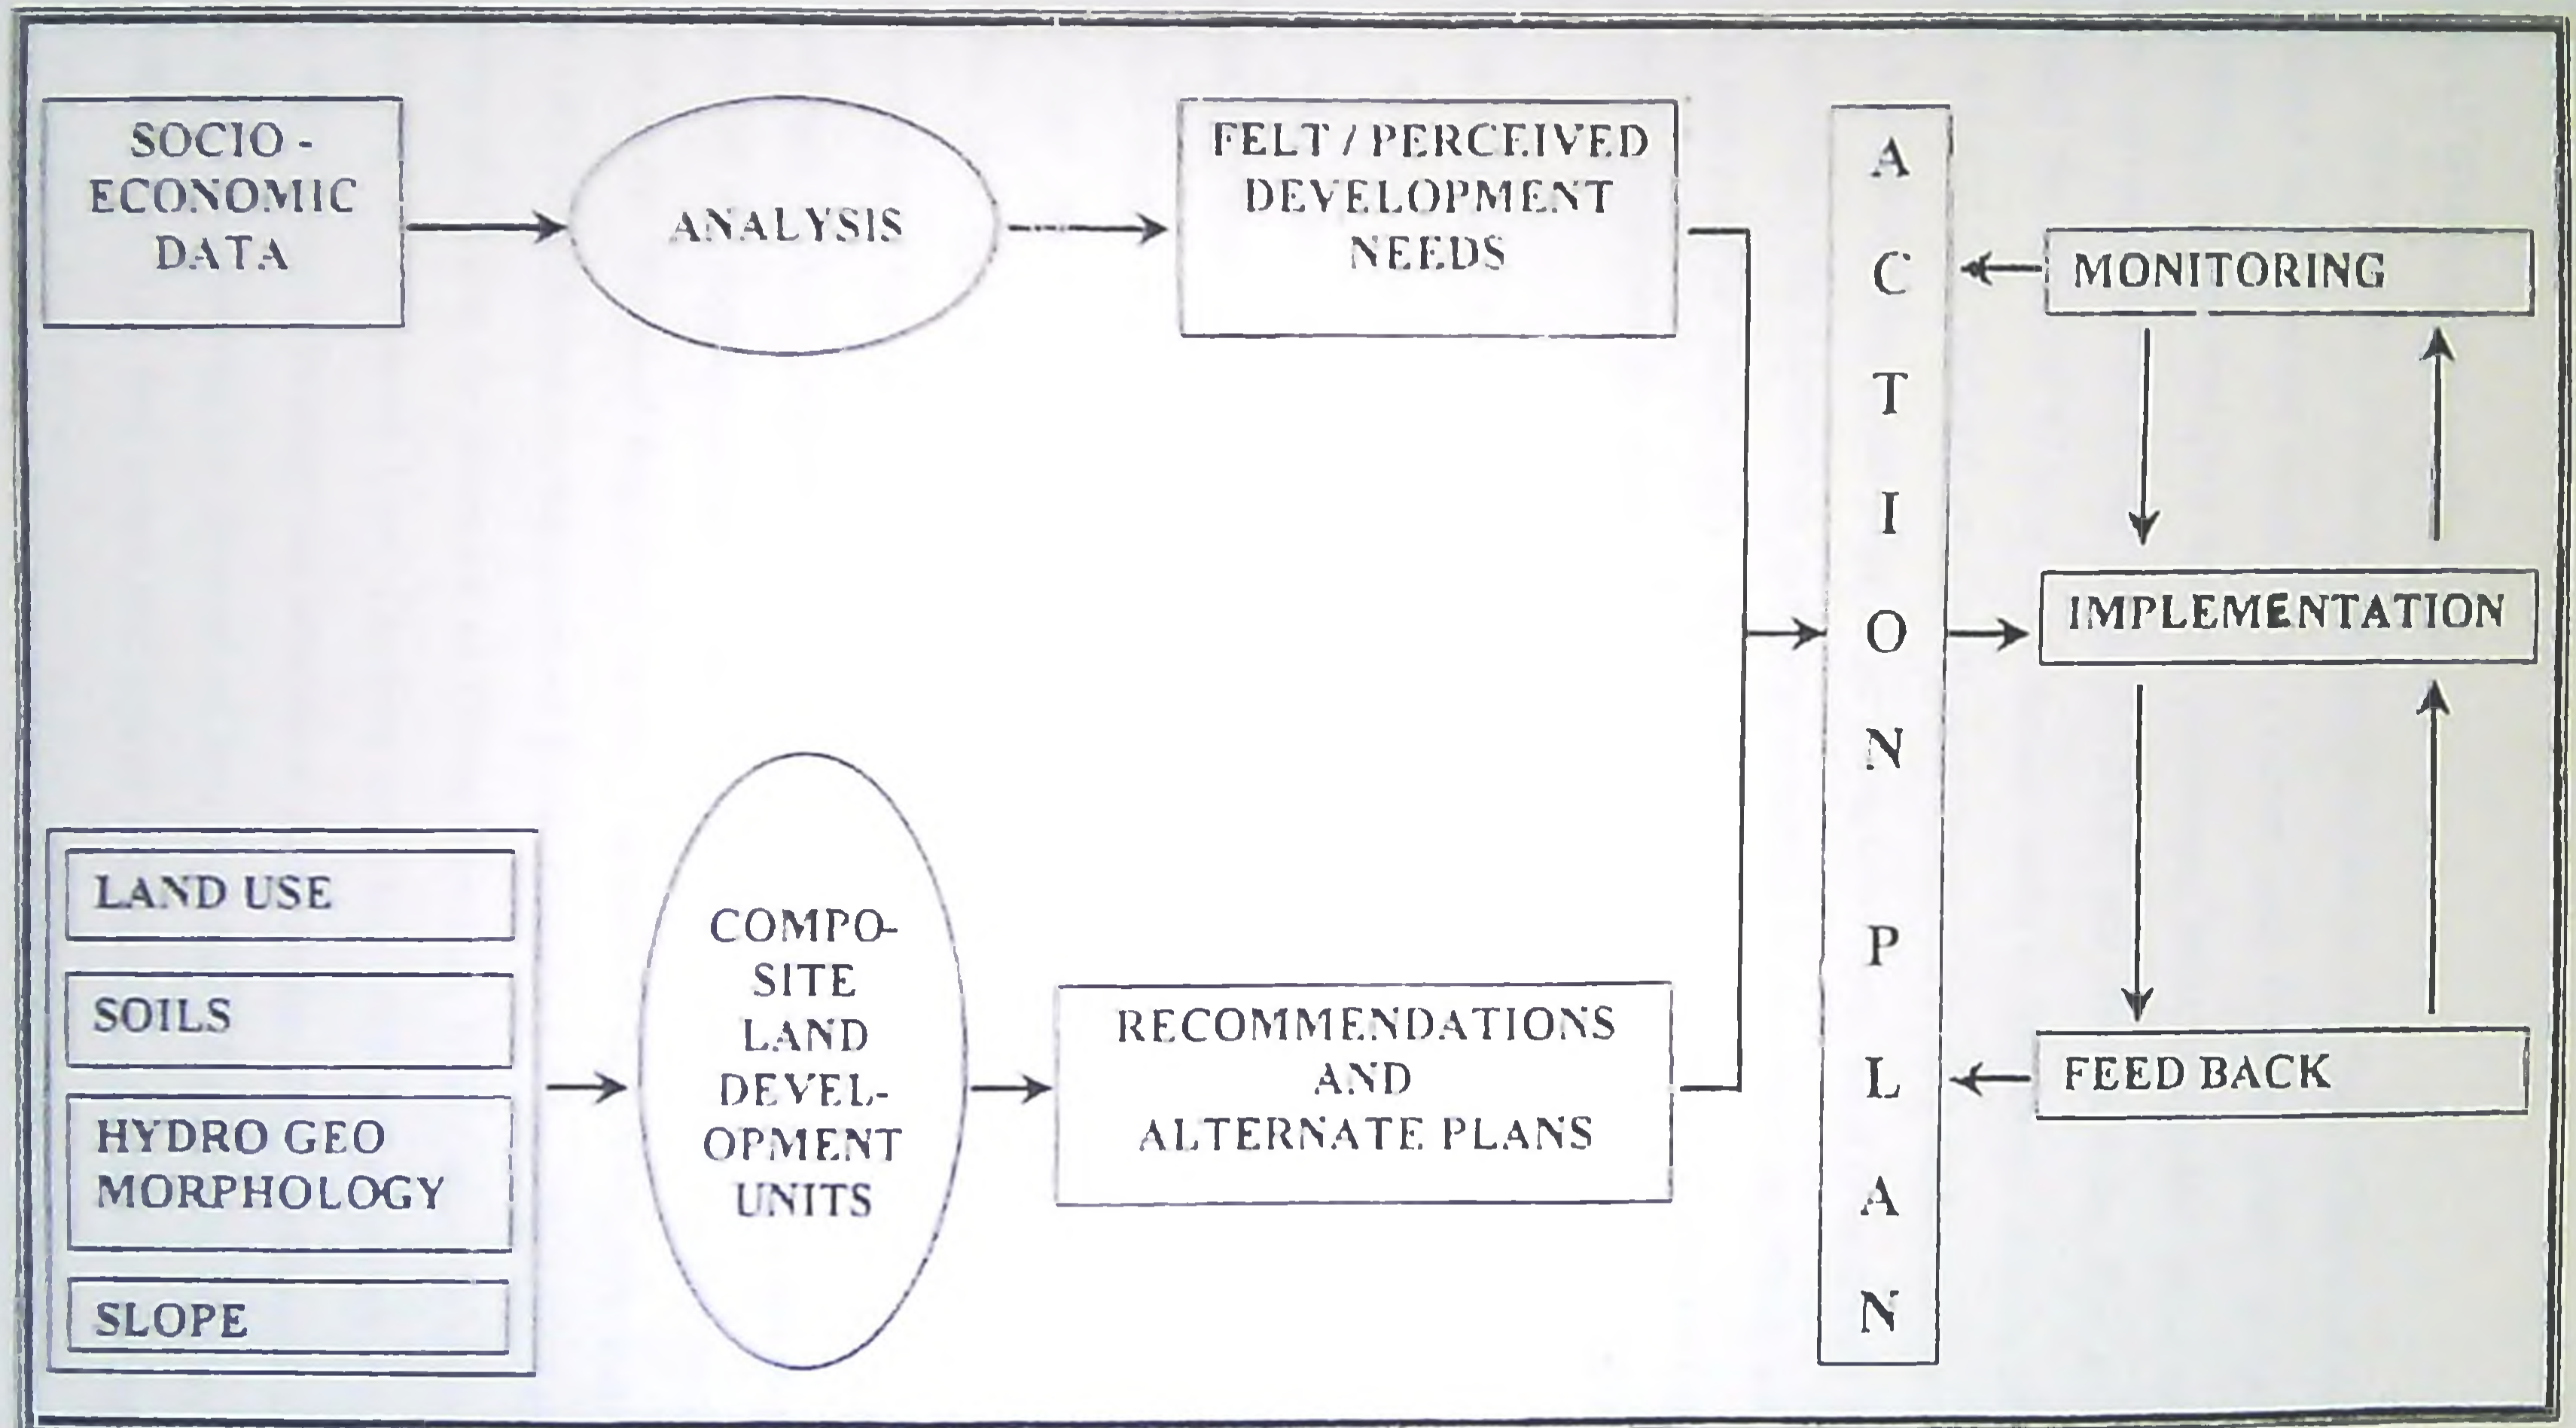 SOCIO -
ECONOMIC
DATA
ANALYSIS
FELT / PERCEIVED
DEVELOPMENT
NEEDS
LAND USE
SOILS
HYDRO GEO
MORPHOLOGY
SLOPE
COMPO-
SITE
LAND
DEVEL-
OPMENT
UNITS
RECOMMENDATIONS
AND
ALTERNATE PLANS
A
C
T
I
O
N
P
L
A
N
MONITORING
IMPLEMENTATION
FEED BACK